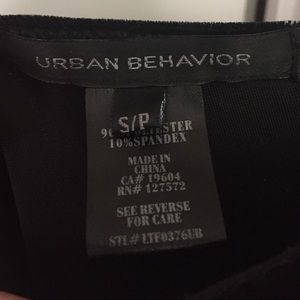 URBAN BEHAVIOR
S/P
10%SPANDEX
MADE IN
CHINA
CA# 19604
RN# 127572
SEE REVERSE
FOR CARE
STL# LTF0376UB